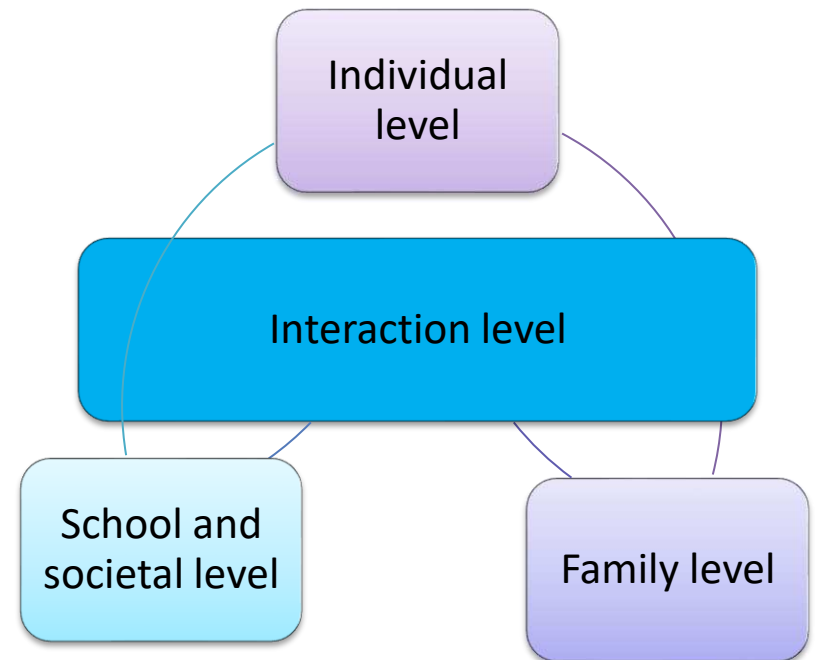 Individual
level
Interaction level
School and
societal level
Family level